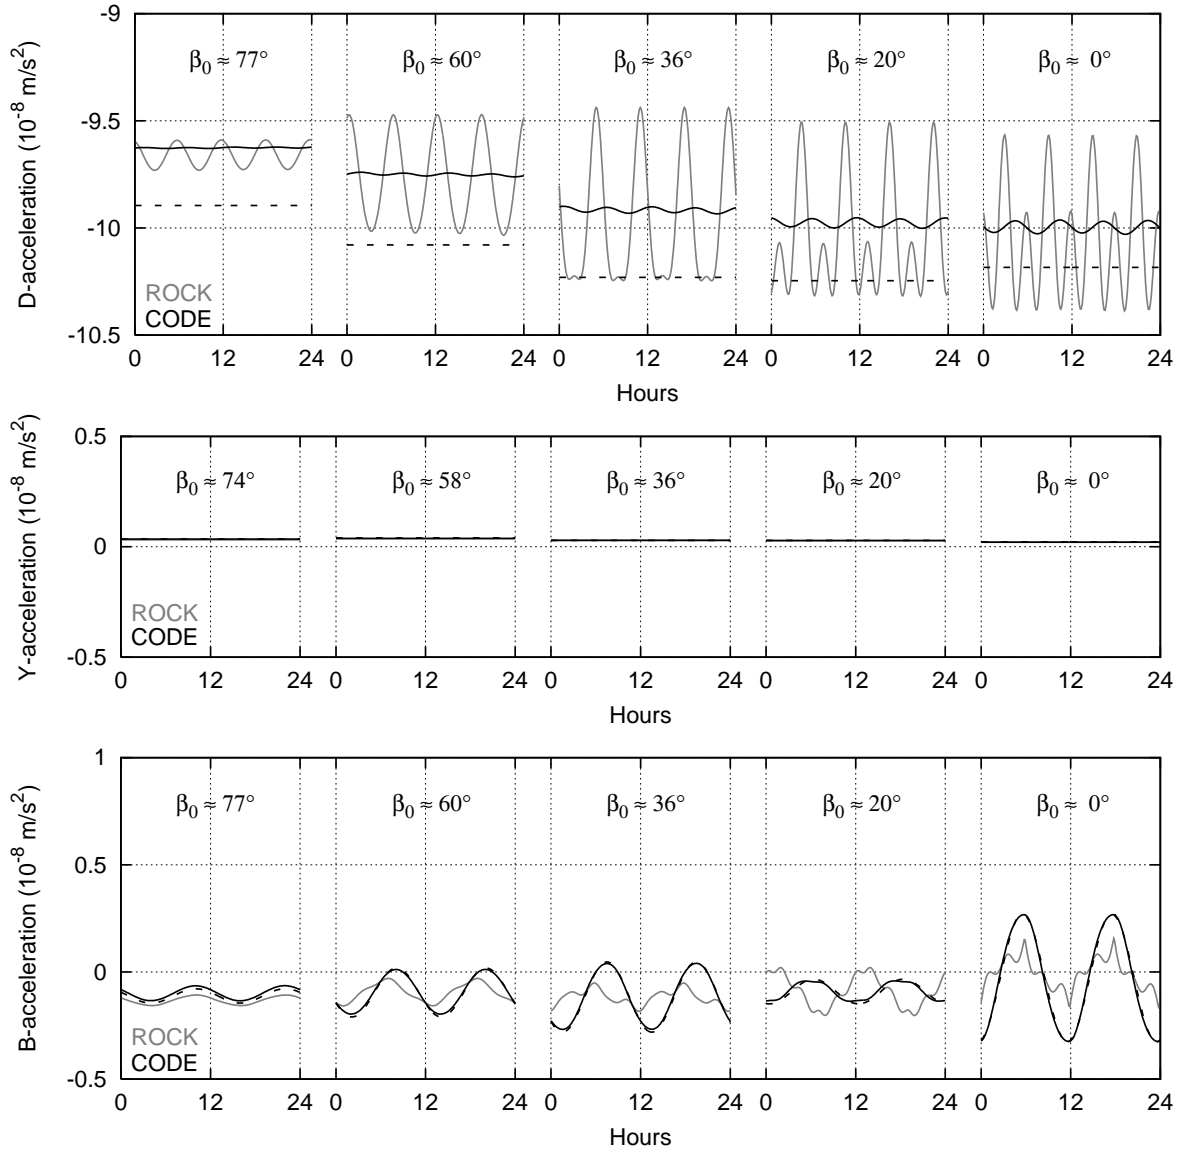 D-acceleration (10⁻⁸ m/s²)
-9
-9.5
-10
-10.5
β₀ ≈ 77°
β₀ ≈ 60°
β₀ ≈ 36°
β₀ ≈ 20°
β₀ ≈ 0°
ROCK
CODE
0 12 24 0 12 24 0 12 24 0 12 24 0 12 24
Hours
Y-acceleration (10⁻⁸ m/s²)
0.5
0
-0.5
β₀ ≈ 74°
β₀ ≈ 58°
β₀ ≈ 36°
β₀ ≈ 20°
β₀ ≈ 0°
ROCK
CODE
0 12 24 0 12 24 0 12 24 0 12 24 0 12 24
Hours
B-acceleration (10⁻⁸ m/s²)
1
0.5
0
-0.5
β₀ ≈ 77°
β₀ ≈ 60°
β₀ ≈ 36°
β₀ ≈ 20°
β₀ ≈ 0°
ROCK
CODE
0 12 24 0 12 24 0 12 24 0 12 24 0 12 24
Hours